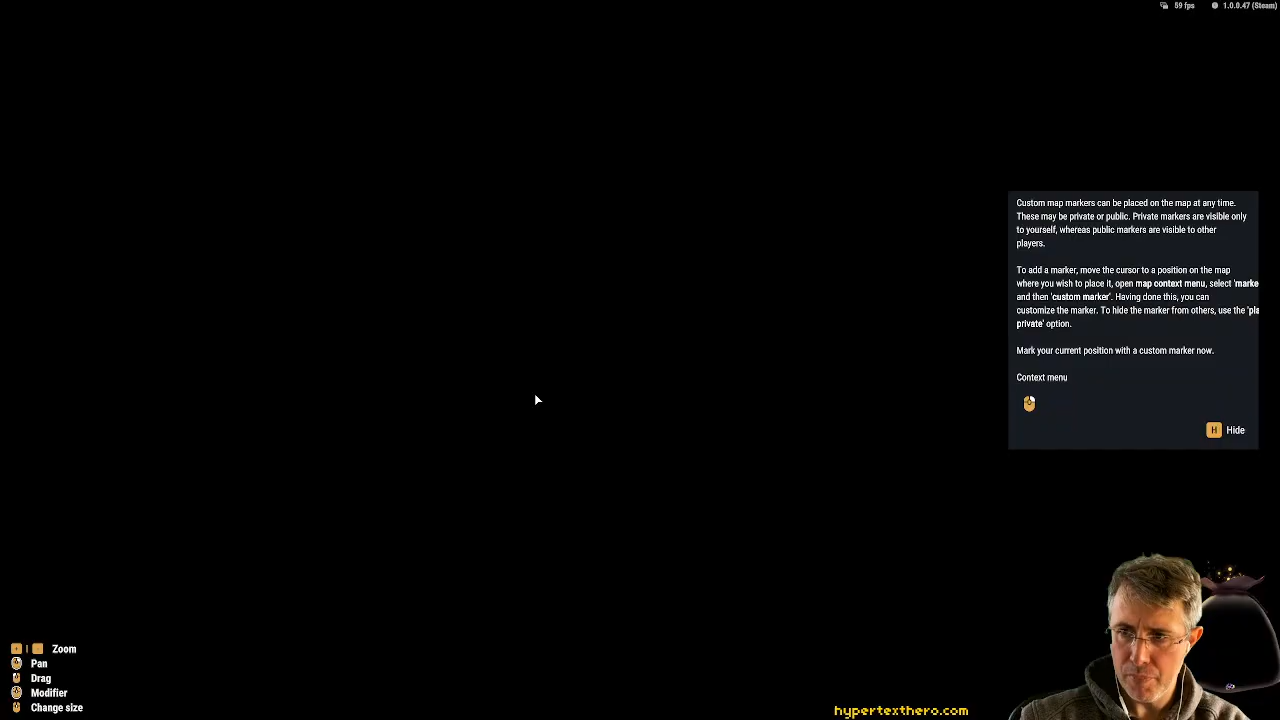 59 fps
1.0.0.47 (Steam)
Custom map markers can be placed on the map at any time.
These may be private or public. Private markers are visible only
to yourself, whereas public markers are visible to other
players.
To add a marker, move the cursor to a position on the map
where you wish to place it, open map context menu, select 'marke
and then 'custom marker'. Having done this, you can
customize the marker. To hide the marker from others, use the 'pla
private' option.
Mark your current position with a custom marker now.
Context menu
H Hide
+ | - Zoom
Pan
Drag
Modifier
Change size
hypertexthero.com